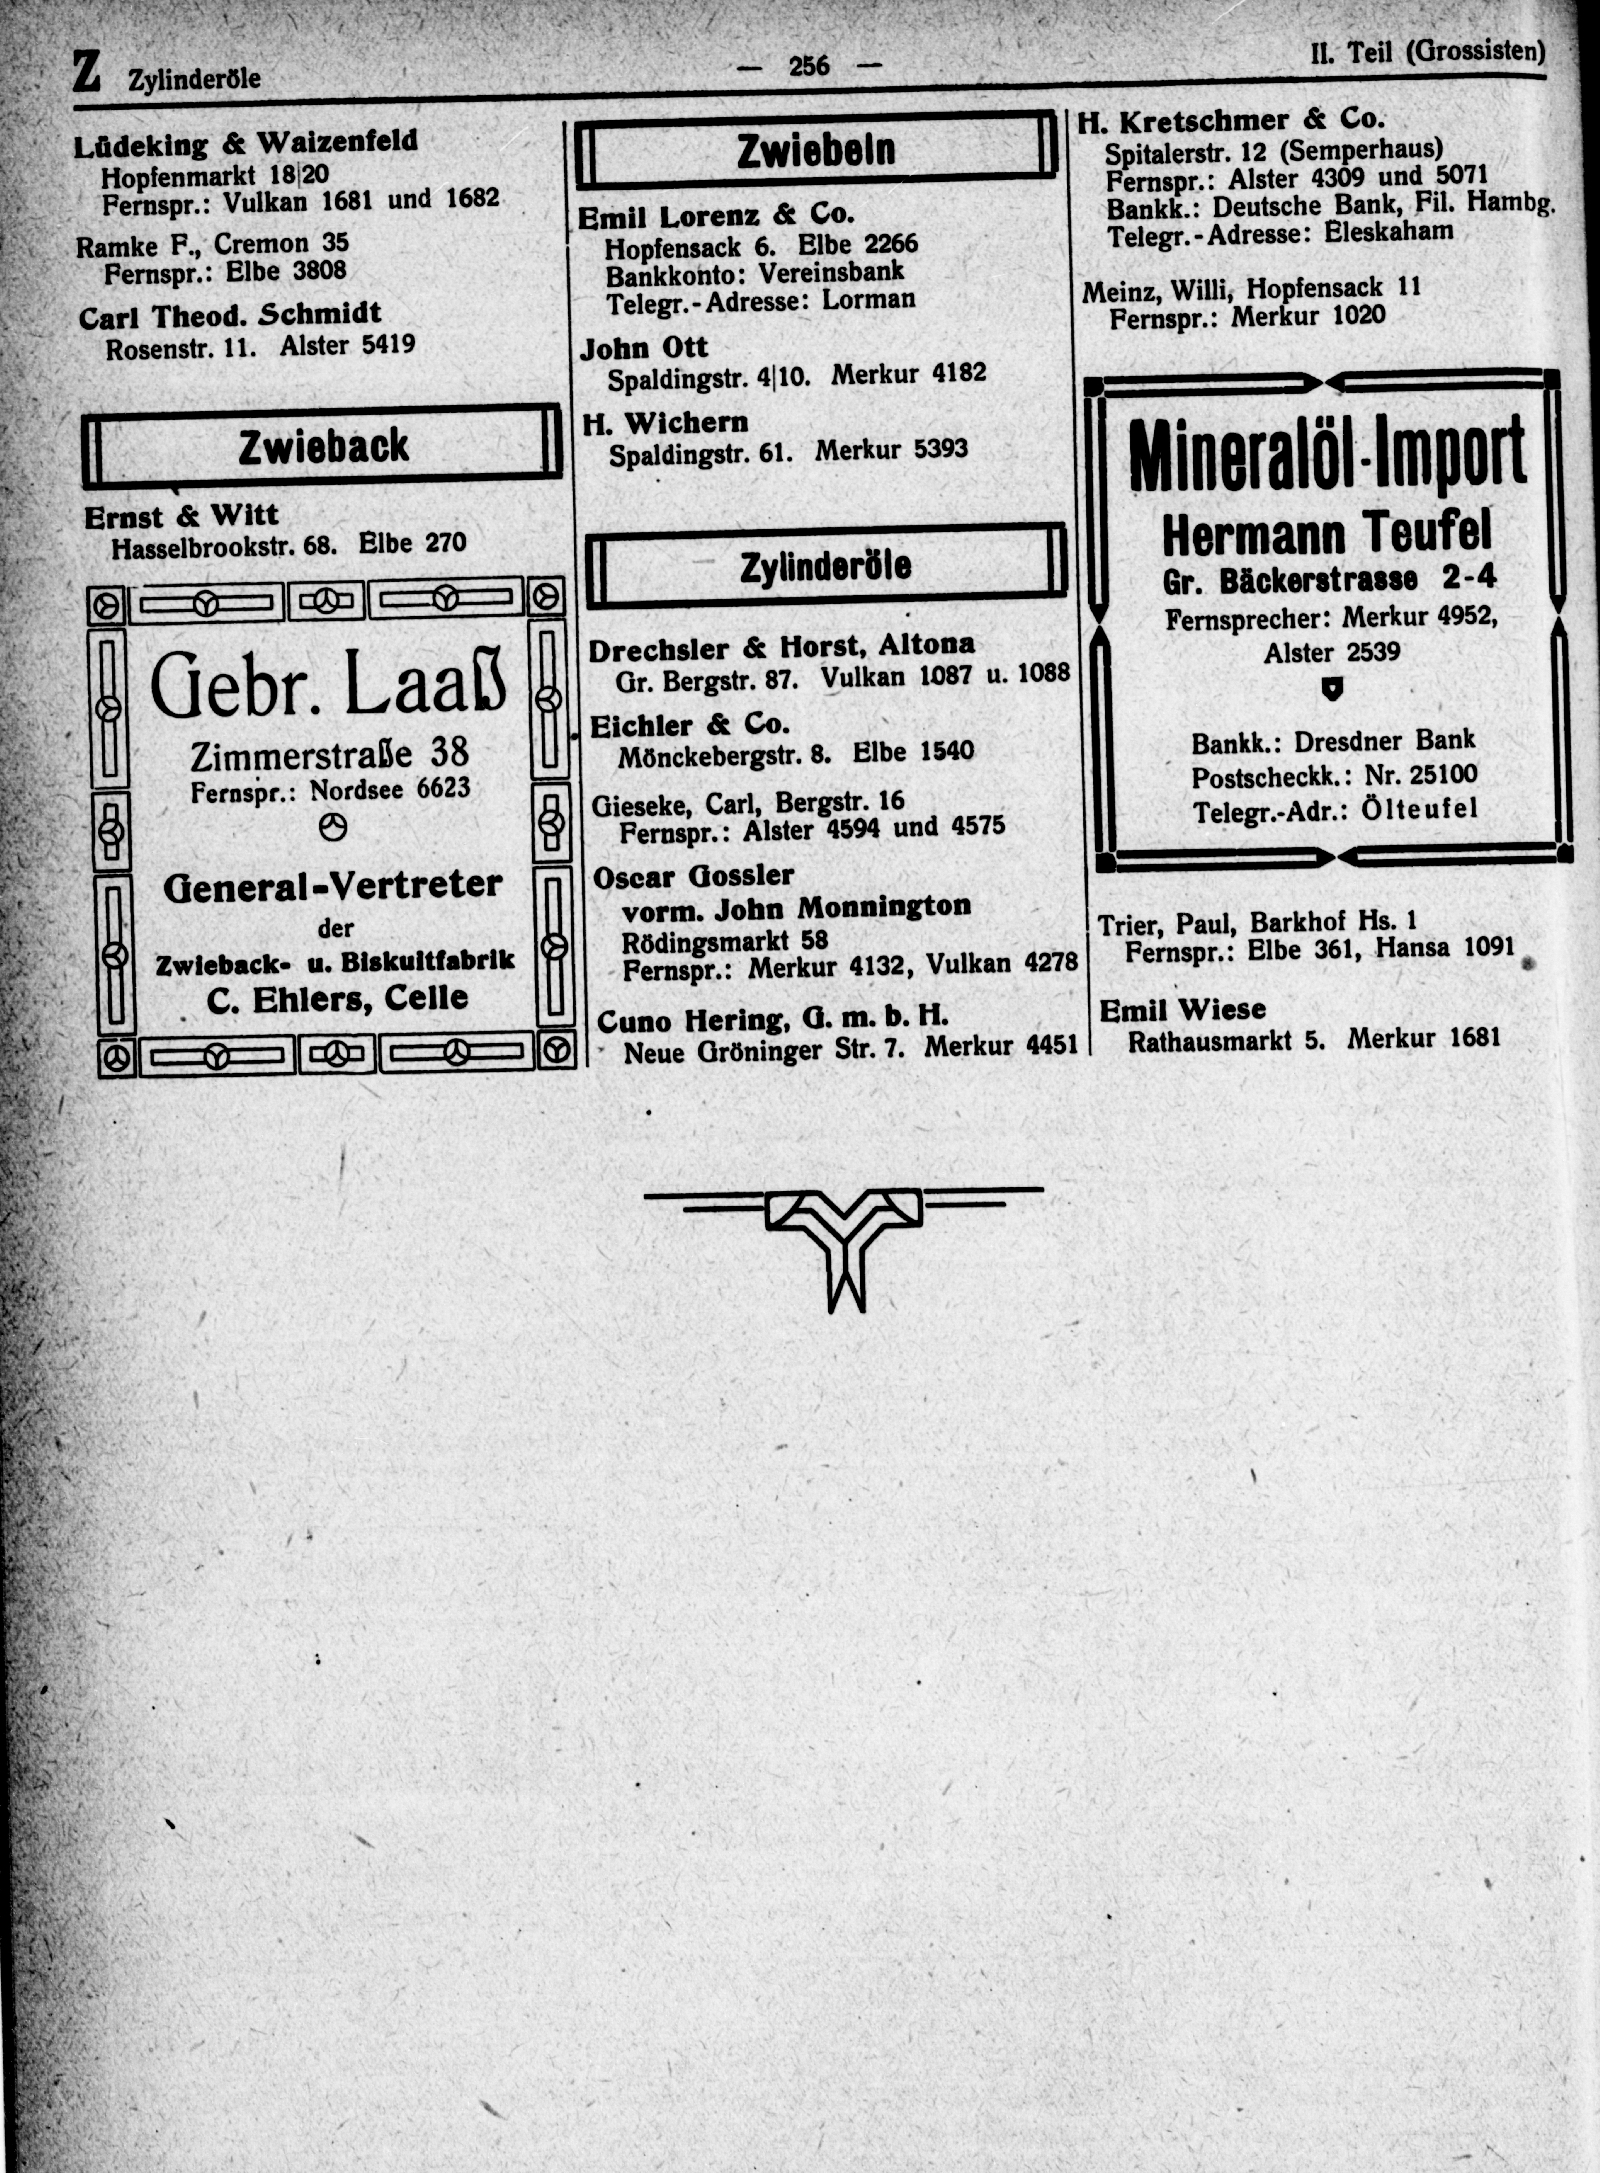 Z Zylinderöle
— 256 —
II. Teil (Grossisten)
Lüdeking & Waizenfeld
Hopfenmarkt 18|20
Fernspr.: Vulkan 1681 und 1682
Ramke F., Cremon 35
Fernspr.: Elbe 3808
Carl Theod. Schmidt
Rosenstr. 11. Alster 5419
Zwieback
Ernst & Witt
Hasselbrookstr. 68. Elbe 270
Gebr. Laaß
Zimmerstraße 38
Fernspr.: Nordsee 6623
General-Vertreter
der
Zwieback- u. Biskuitfabrik
C. Ehlers, Celle
Zwiebeln
Emil Lorenz & Co.
Hopfensack 6. Elbe 2266
Bankkonto: Vereinsbank
Telegr.-Adresse: Lorman
John Ott
Spaldingstr. 4|10. Merkur 4182
H. Wichern
Spaldingstr. 61. Merkur 5393
Zylinderöle
Drechsler & Horst, Altona
Gr. Bergstr. 87. Vulkan 1087 u. 1088
Eichler & Co.
Mönckebergstr. 8. Elbe 1540
Gieseke, Carl, Bergstr. 16
Fernspr.: Alster 4594 und 4575
Oscar Gossler
vorm. John Monnington
Rödingsmarkt 58
Fernspr.: Merkur 4132, Vulkan 4278
Cuno Hering, G. m. b. H.
Neue Gröninger Str. 7. Merkur 4451
H. Kretschmer & Co.
Spitalerstr. 12 (Semperhaus)
Fernspr.: Alster 4309 und 5071
Bankk.: Deutsche Bank, Fil. Hambg.
Telegr.-Adresse: Eleskaham
Meinz, Willi, Hopfensack 11
Fernspr.: Merkur 1020
Mineralöl-Import
Hermann Teufel
Gr. Bäckerstrasse 2-4
Fernsprecher: Merkur 4952,
Alster 2539
Bankk.: Dresdner Bank
Postscheckk.: Nr. 25100
Telegr.-Adr.: Ölteufel
Trier, Paul, Barkhof Hs. 1
Fernspr.: Elbe 361, Hansa 1091
Emil Wiese
Rathausmarkt 5. Merkur 1681